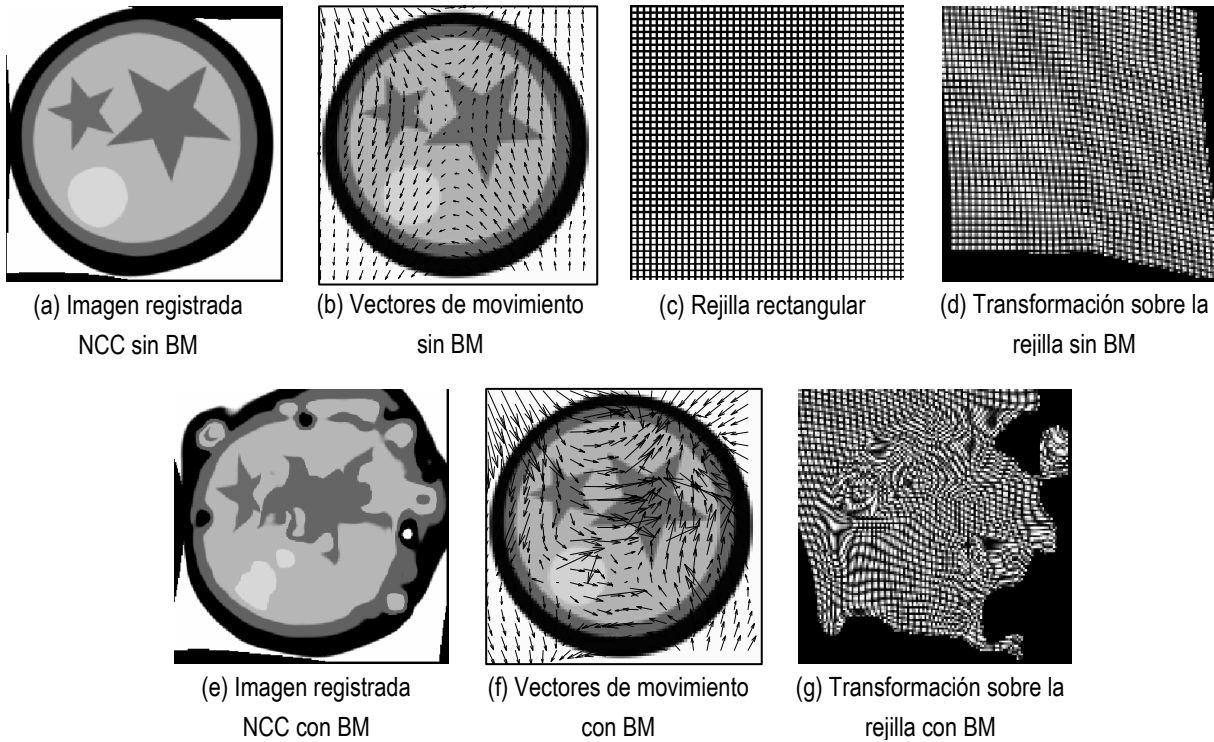 (a) Imagen registrada
NCC sin BM
(b) Vectores de movimiento
sin BM
(c) Rejilla rectangular
(d) Transformación sobre la
rejilla sin BM
(e) Imagen registrada
NCC con BM
(f) Vectores de movimiento
con BM
(g) Transformación sobre la
rejilla con BM